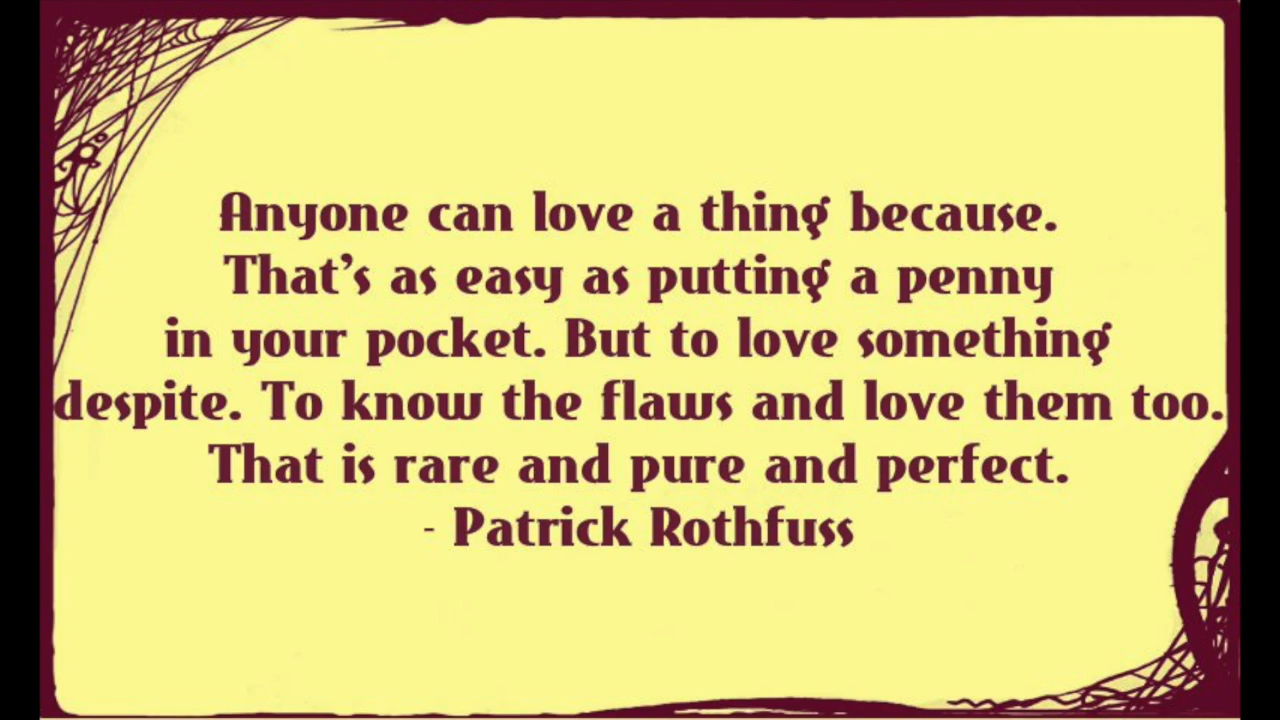 Anyone can love a thing because.
That’s as easy as putting a penny
in your pocket. But to love something
despite. To know the flaws and love them too.
That is rare and pure and perfect.
- Patrick Rothfuss